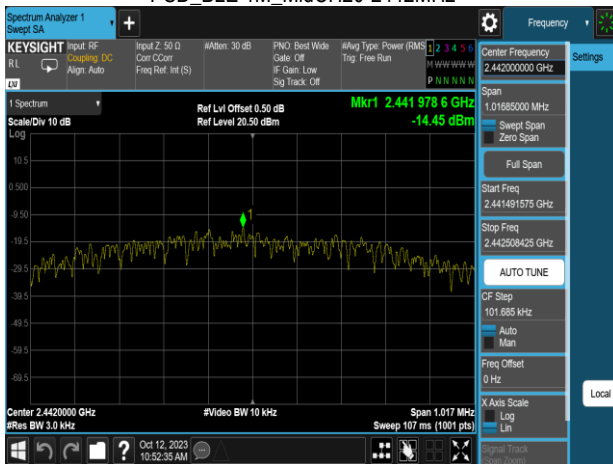 Spectrum Analyzer 1
Swept SA
+
Frequency
KEYSIGHT
RL
LXI
Input: RF
Coupling: DC
Align: Auto
Input Z: 50 Ω
Corr CCorr
Freq Ref: Int (S)
#Atten: 30 dB
PNO: Best Wide
Gate: Off
IF Gain: Low
Sig Track: Off
#Avg Type: Power (RMS
Trig: Free Run
1 2 3 4 5 6
M W W W W W
P N N N N N
Center Frequency
2.442000000 GHz
Settings
Span
1.01685000 MHz
Swept Span
Zero Span
Full Span
Start Freq
2.441491575 GHz
Stop Freq
2.442508425 GHz
AUTO TUNE
CF Step
101.685 kHz
Auto
Man
Freq Offset
0 Hz
X Axis Scale
Log
Lin
Signal Track
(Span Zoom)
Local
1 Spectrum
Scale/Div 10 dB
Log
Ref Lvl Offset 0.50 dB
Ref Level 20.50 dBm
Mkr1 2.441 978 6 GHz
-14.45 dBm
10.5
0.500
-9.50
-19.5
-29.5
-39.5
-49.5
-59.5
-69.5
1
Center 2.4420000 GHz
#Res BW 3.0 kHz
#Video BW 10 kHz
Span 1.017 MHz
Sweep 107 ms (1001 pts)
?
Oct 12, 2023
10:52:35 AM